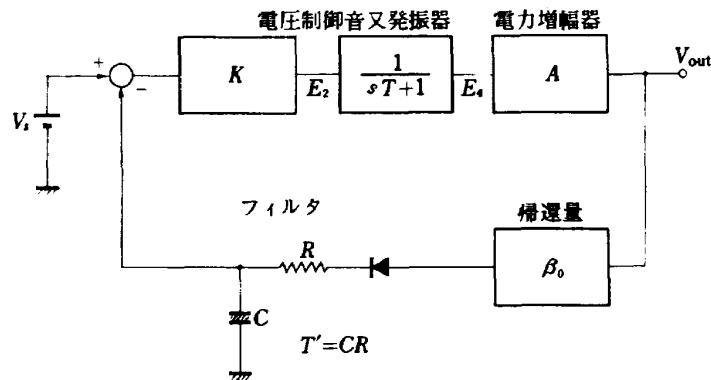 電圧制御音又発振器
電力増幅器
+
-
K
E₂
1
sT+1
E₄
A
V_out
V_s
フィルタ
帰還量
R
β₀
C
T'=CR